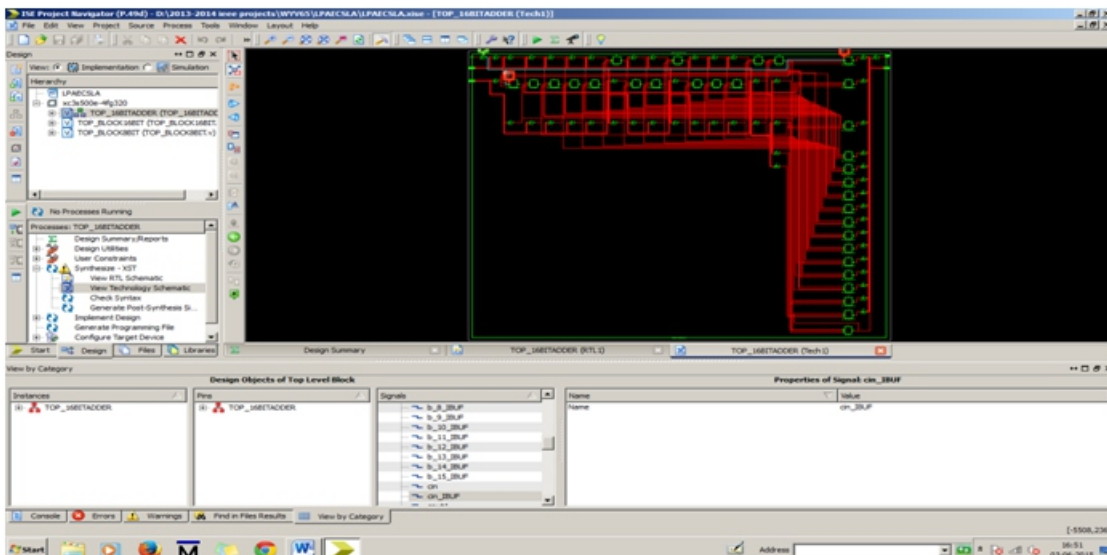 ISE Project Navigator (P.49d) - D:\2013-2014 ieee projects\WYV65\LPAECSLA\LPAECSLA.xise - [TOP_16BITADDER (Tech1)]
File Edit View Project Source Process Tools Window Layout Help
Design
View: Implementation Simulation
Hierarchy
LPAECSLA
xc3s500e-4fg320
TOP_16BITADDER (TOP_16BITADD
TOP_BLOCK16BIT (TOP_BLOCK16BIT.
TOP_BLOCK8BIT (TOP_BLOCK8BIT.v)
No Processes Running
Processes: TOP_16BITADDER
Design Summary/Reports
Design Utilities
User Constraints
Synthesize - XST
View RTL Schematic
View Technology Schematic
Check Syntax
Generate Post-Synthesis Si...
Implement Design
Generate Programming File
Configure Target Device
Start Design Files Libraries
Design Summary TOP_16BITADDER (RTL1) TOP_16BITADDER (Tech1)
View by Category
Design Objects of Top Level Block Properties of Signal: cin_IBUF
Instances Pins Signals Name Value
TOP_16BITADDER TOP_16BITADDER b_8_IBUF Name cin_IBUF
b_9_IBUF
b_10_IBUF
b_11_IBUF
b_12_IBUF
b_13_IBUF
b_14_IBUF
b_15_IBUF
cin
cin_IBUF
Console Errors Warnings Find in Files Results View by Category
[-5508,236
Start Address 16:51
03-06-2015